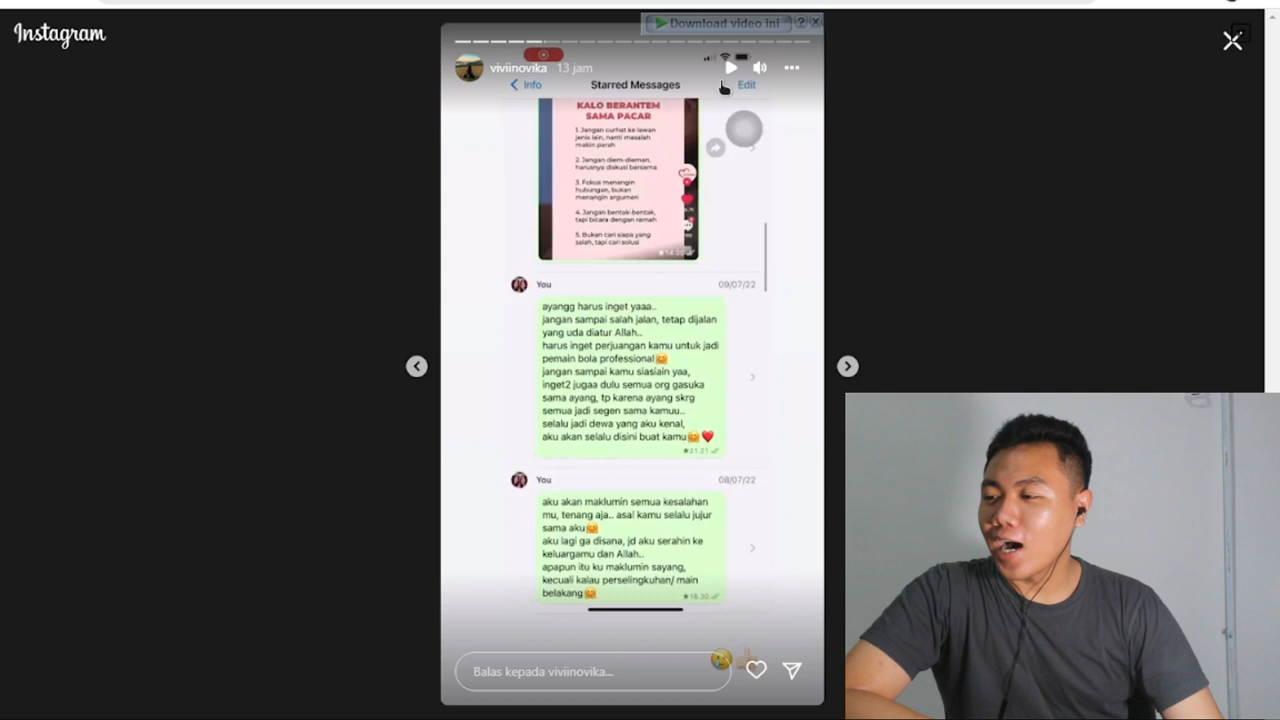 Download video ini ? X
Instagram
viviinovika 13 jam
Info Starred Messages Edit
KALO BERANTEM
SAMA PACAR
1. Jangan curhat ke lawan
jenis lain, nanti masalah
makin parah
2. Jangan diem-dieman,
harusnya diskusi bersama
3. Fokus menangin
hubungan, bukan
menangin argumen
4. Jangan bentak-bentak,
tapi bicara dengan ramah
5. Bukan cari siapa yang
salah, tapi cari solusi
You 09/07/22
ayangg harus inget yaaa..
jangan sampai salah jalan, tetap dijalan
yang uda diatur Allah..
harus inget perjuangan kamu untuk jadi
pemain bola professional🤗
jangan sampai kamu siasiain yaa,
inget2 jugaa dulu semua org gasuka
sama ayang, tp karena ayang skrg
semua jadi segen sama kamuu..
selalu jadi dewa yang aku kenal,
aku akan selalu disini buat kamu🤗❤️
★21.21
You 08/07/22
aku akan maklumin semua kesalahan
mu, tenang aja.. asal kamu selalu jujur
sama aku🤗
aku lagi ga disana, jd aku serahin ke
keluargamu dan Allah..
apapun itu ku maklumin sayang,
kecuali kalau perselingkuhan/ main
belakang🤗
★18.30
Balas kepada viviinovika...